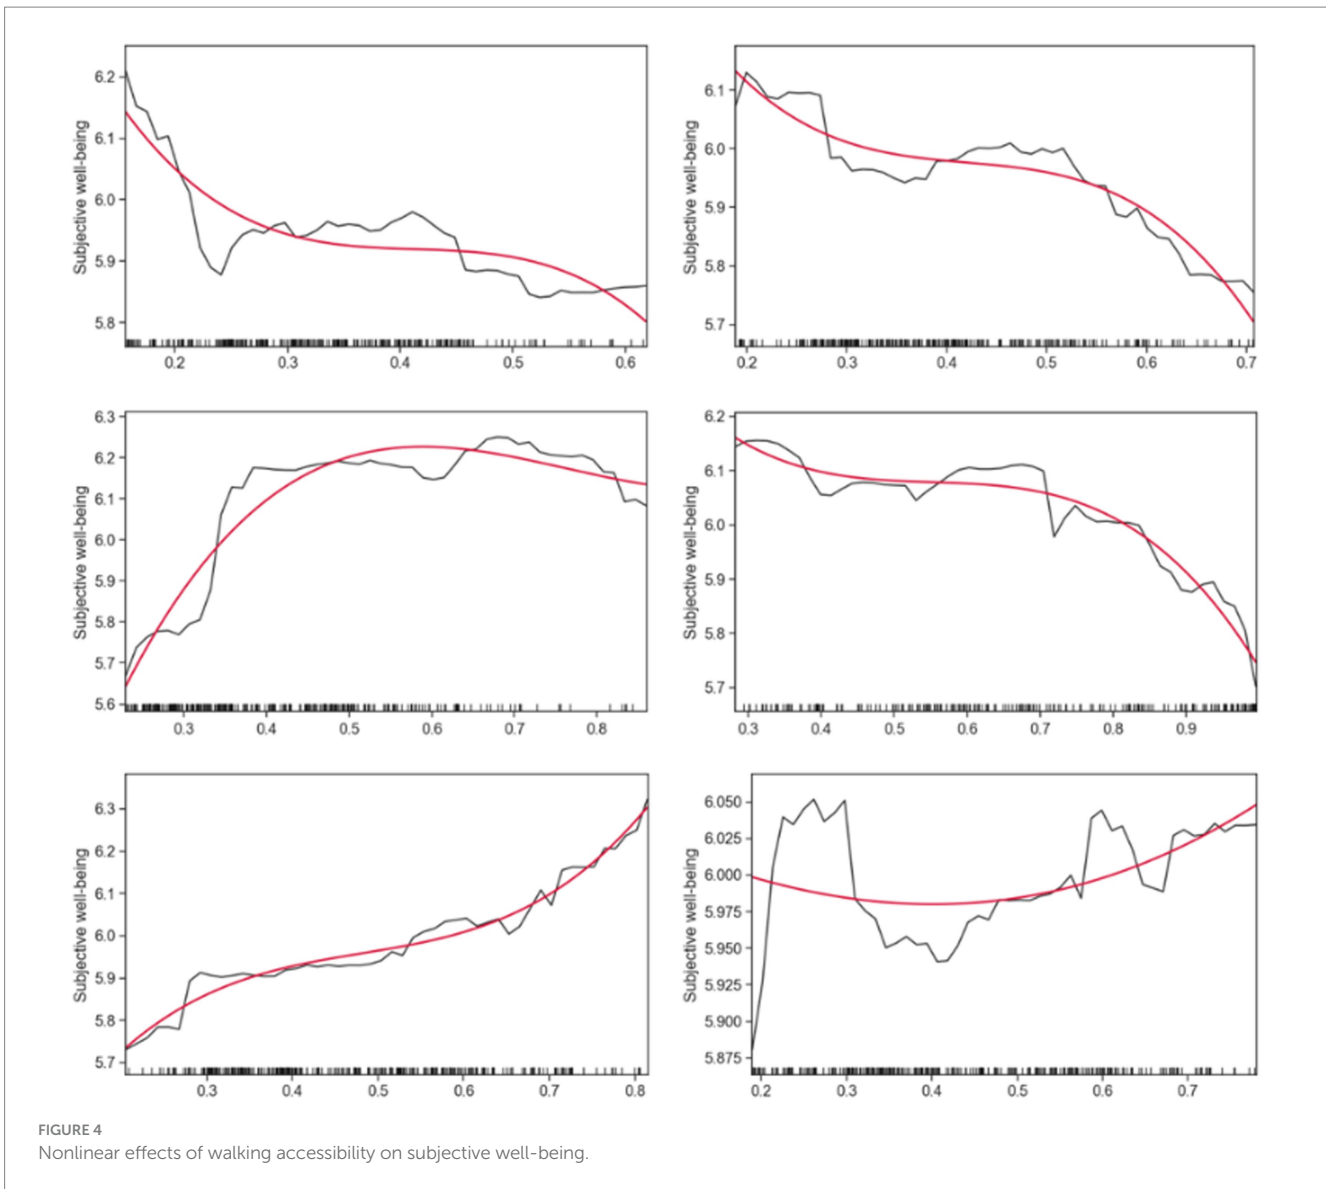 Subjective well-being
6.2
6.1
6.0
5.9
5.8
0.2 0.3 0.4 0.5 0.6
Subjective well-being
6.1
6.0
5.9
5.8
5.7
0.2 0.3 0.4 0.5 0.6 0.7
Subjective well-being
6.3
6.2
6.1
6.0
5.9
5.8
5.7
5.6
0.3 0.4 0.5 0.6 0.7 0.8
Subjective well-being
6.2
6.1
6.0
5.9
5.8
5.7
0.3 0.4 0.5 0.6 0.7 0.8 0.9
Subjective well-being
6.3
6.2
6.1
6.0
5.9
5.8
5.7
0.3 0.4 0.5 0.6 0.7 0.8
Subjective well-being
6.050
6.025
6.000
5.975
5.950
5.925
5.900
5.875
0.2 0.3 0.4 0.5 0.6 0.7
FIGURE 4
Nonlinear effects of walking accessibility on subjective well-being.